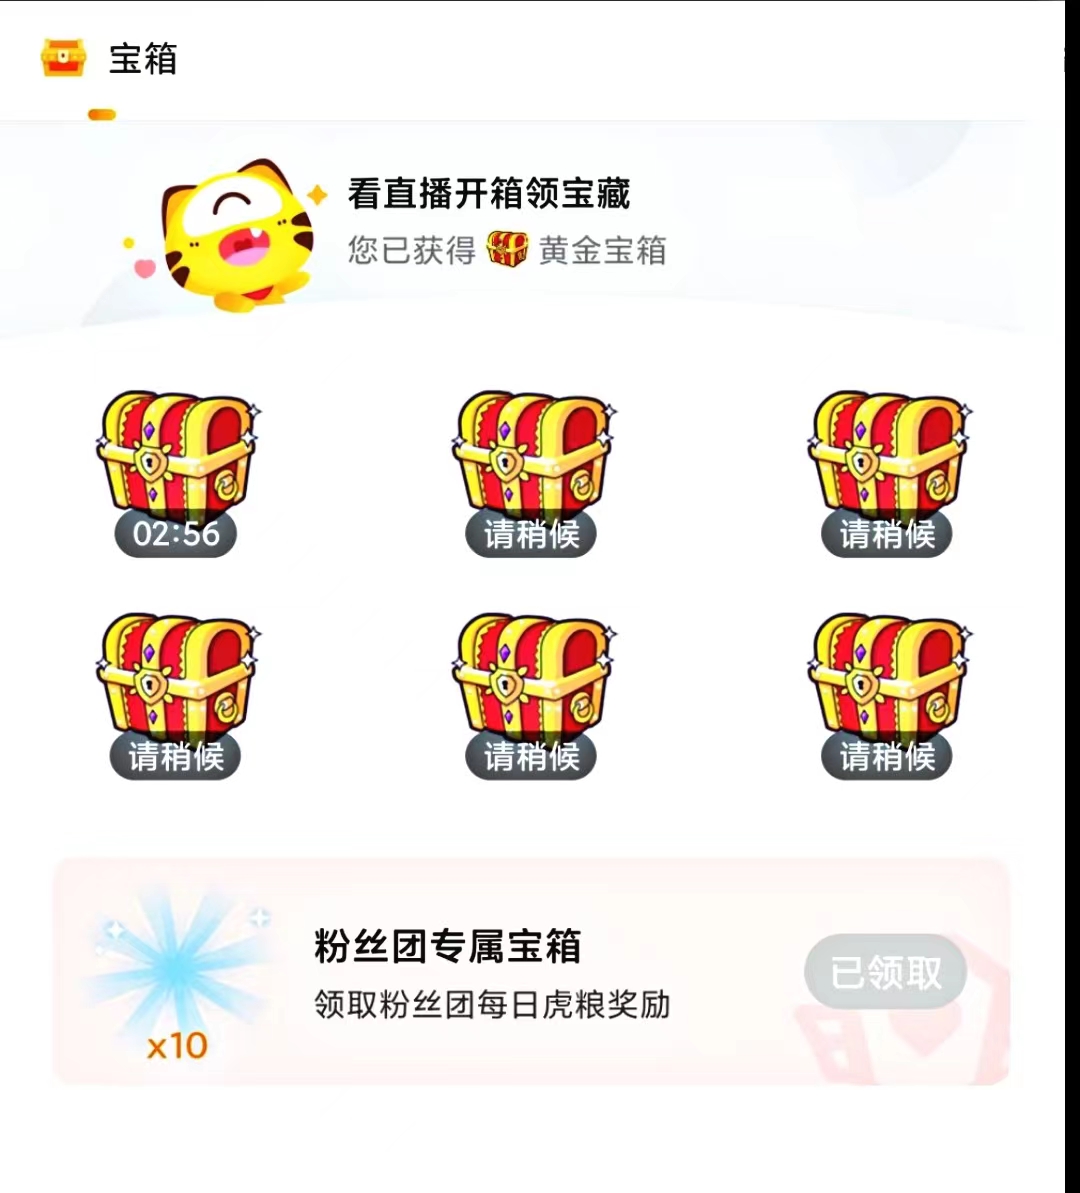 宝箱
看直播开箱领宝藏
您已获得 黄金宝箱
02:56 请稍候 请稍候
请稍候 请稍候 请稍候
粉丝团专属宝箱
领取粉丝团每日虎粮奖励
已领取
x10